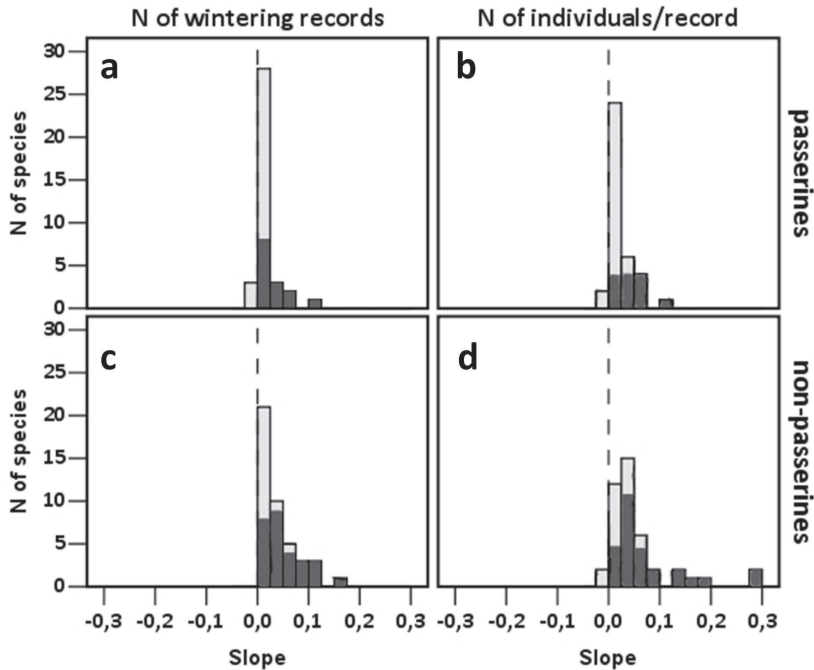 N of wintering records
N of individuals/record
N of species
30
25
20
15
10
5
0
a
b
passerines
N of species
30
25
20
15
10
5
0
c
d
non-passerines
-0,3 -0,2 -0,1 0,0 0,1 0,2 0,3
-0,3 -0,2 -0,1 0,0 0,1 0,2 0,3
Slope
Slope